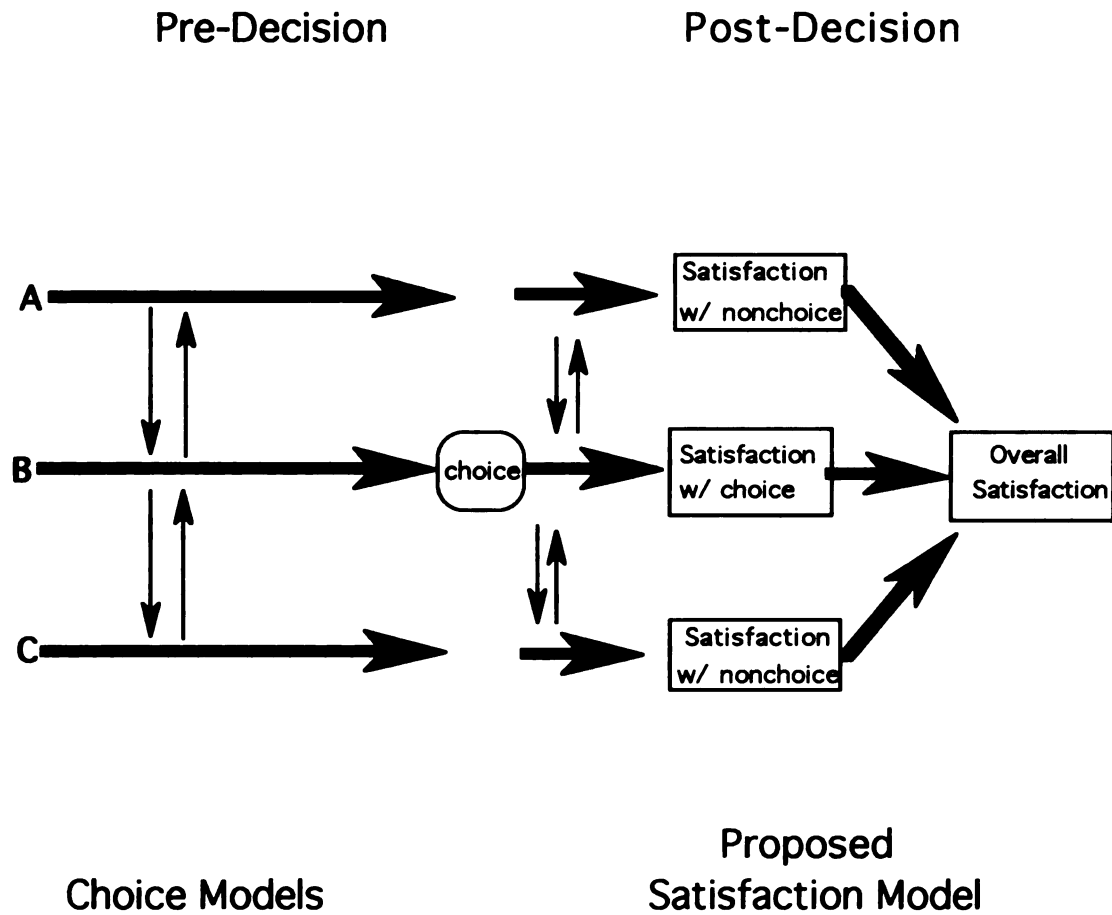 Pre-Decision
Post-Decision
A
Satisfaction
w/ nonchoice
B
choice
Satisfaction
w/ choice
Overall
Satisfaction
C
Satisfaction
w/ nonchoice
Choice Models
Proposed
Satisfaction Model